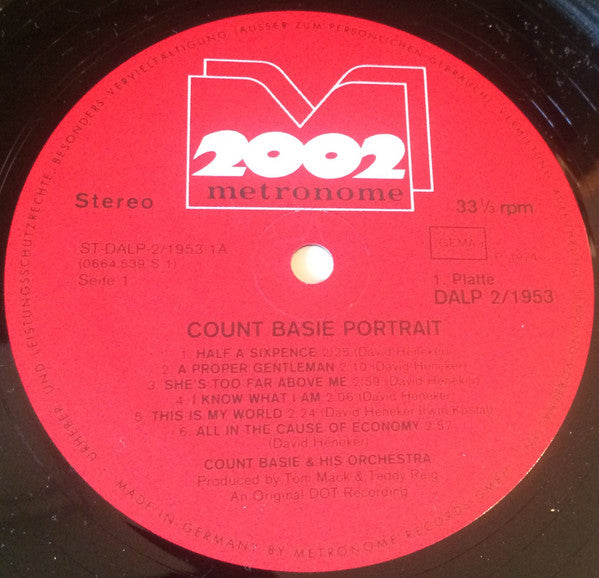 2002
metronome
Stereo
33 ⅓ rpm
ST-DALP-2/1953-1A
(0664.539 S 1)
Seite 1
GEMA
P 1974
1. Platte
DALP 2/1953
COUNT BASIE PORTRAIT
1. HALF A SIXPENCE 2:25 (David Heneker)
2. A PROPER GENTLEMAN 2:10 (David Heneker)
3. SHE'S TOO FAR ABOVE ME 2:59 (David Heneker)
4. I KNOW WHAT I AM 2:06 (David Heneker)
5. THIS IS MY WORLD 2:24 (David Heneker Irwin Kostal)
6. ALL IN THE CAUSE OF ECONOMY 2:57
(David Heneker)
COUNT BASIE & HIS ORCHESTRA
Produced by Tom Mack & Teddy Reig
An Original DOT Recording
URHEBER UND LEISTUNGSSCHUTZRECHTE, BESONDERS VERVIELFÄLTIGUNG (AUSSER ZUM PERSÖNLICHEN GEBRAUCH), VERMIETUNG
MADE IN GERMANY BY METRONOME RECORDS GMBH